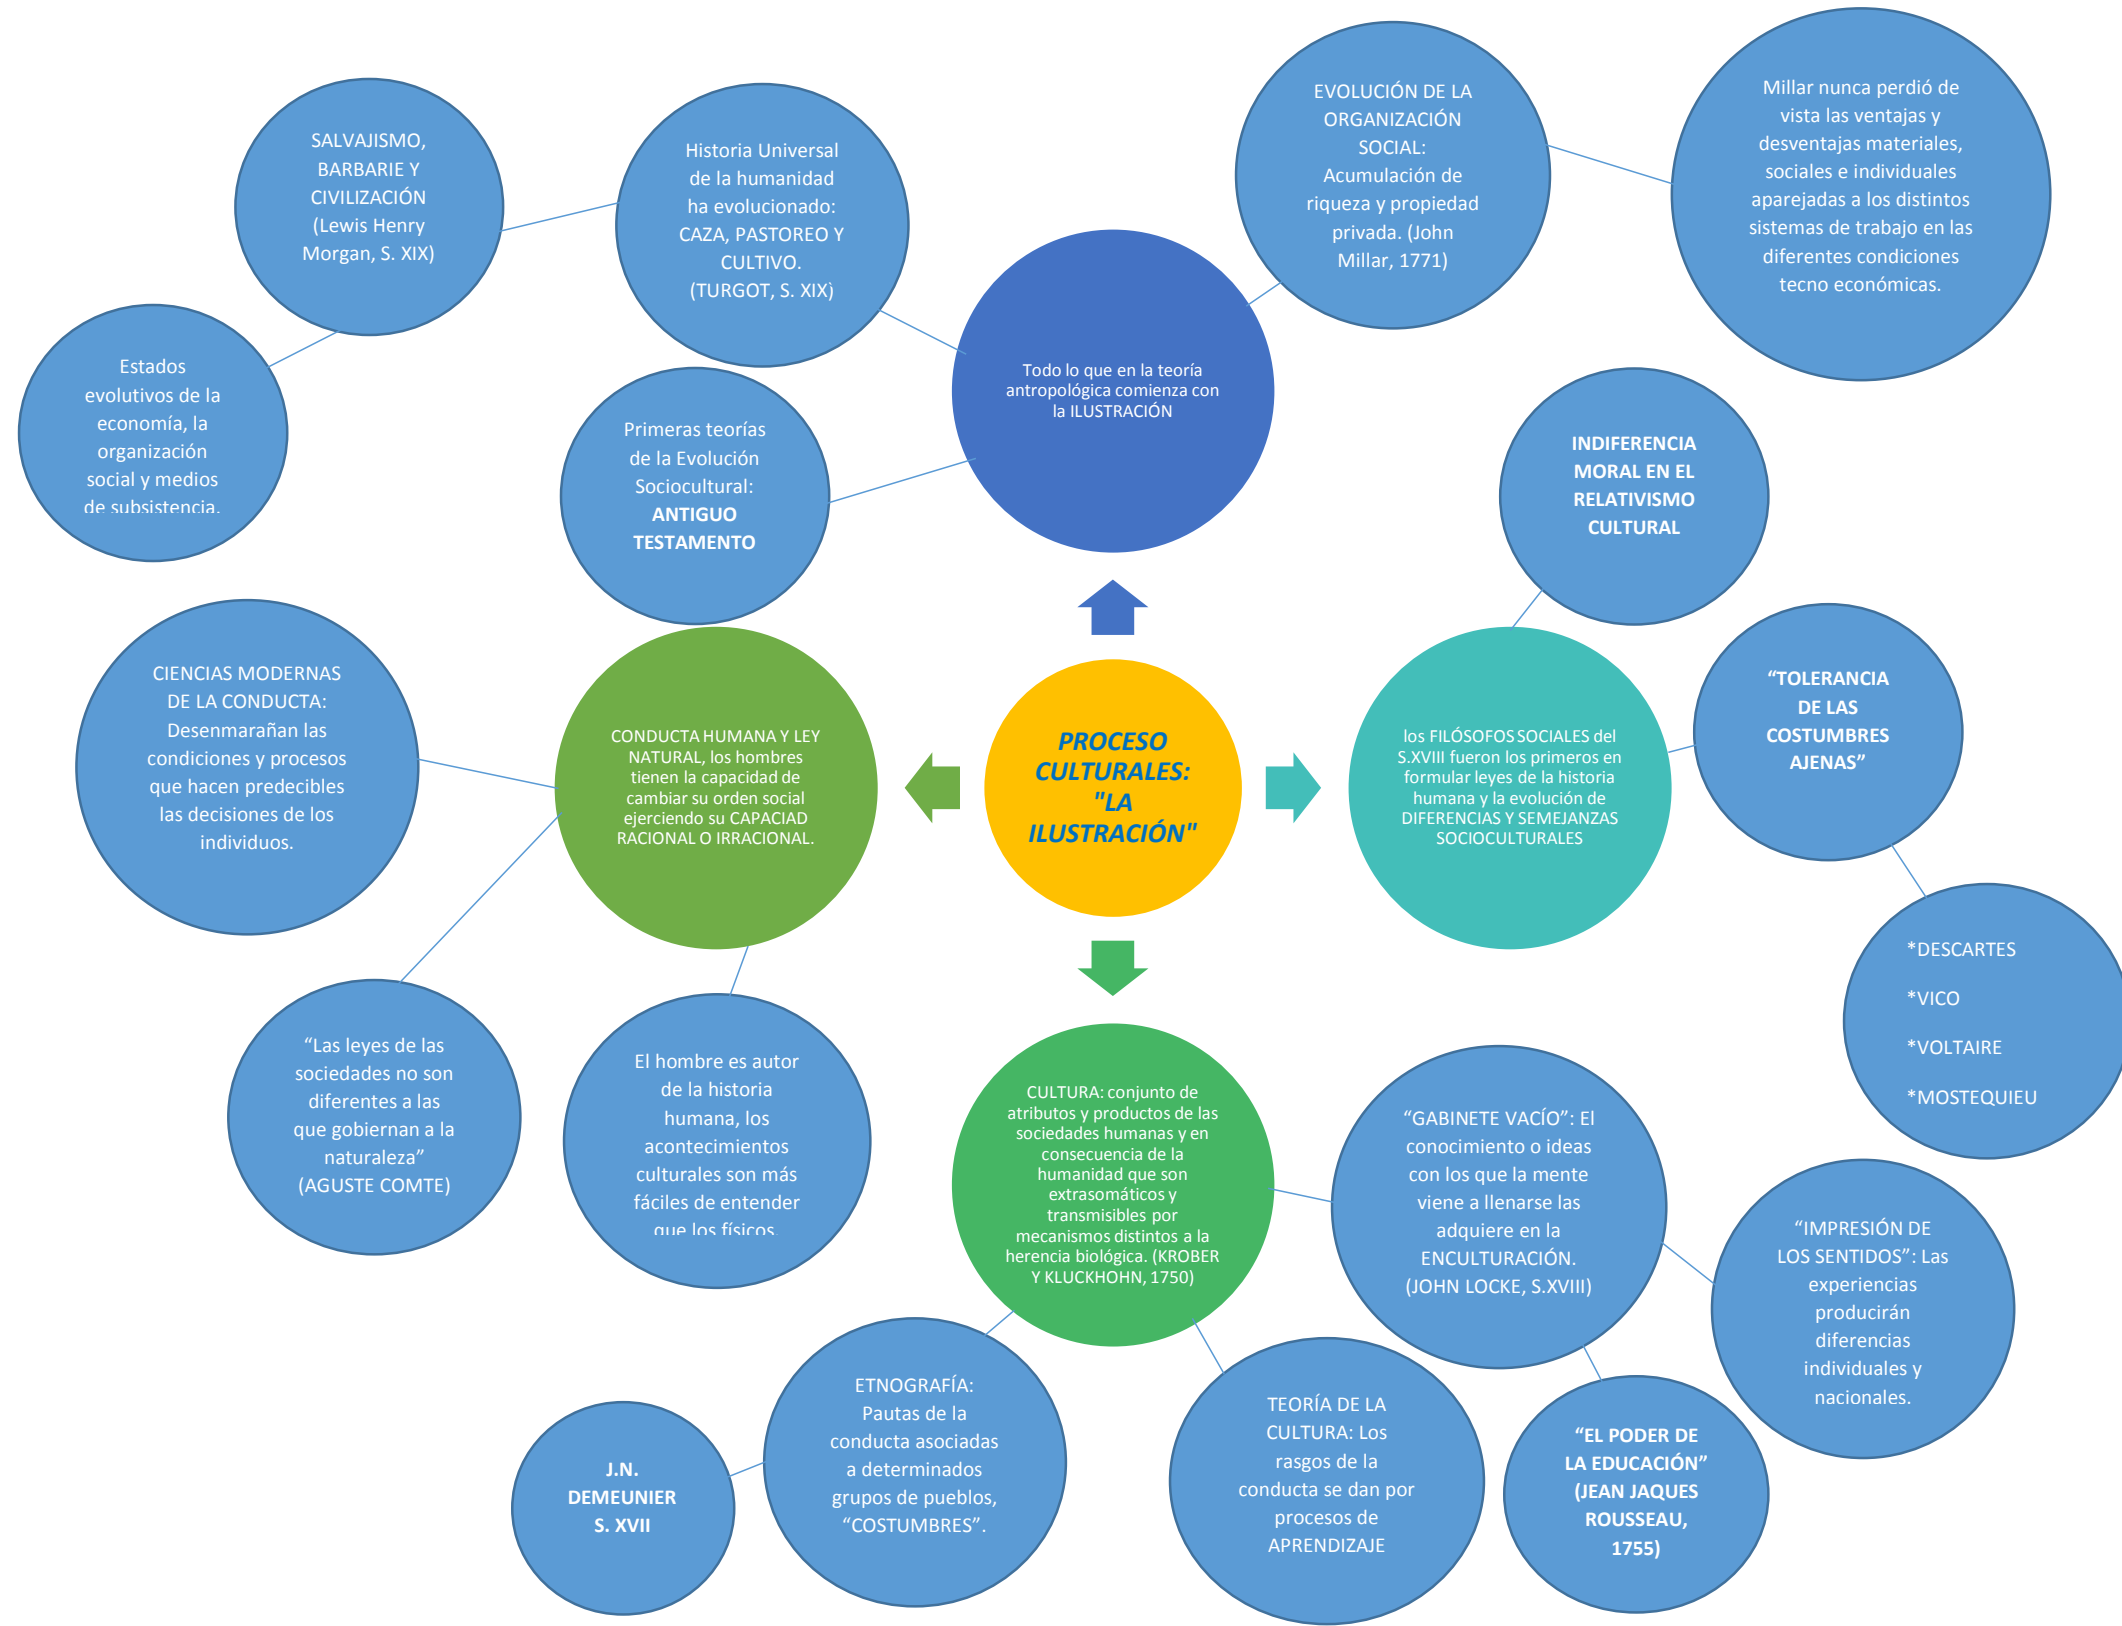 SALVAJISMO,
BARBARIE Y
CIVILIZACIÓN
(Lewis Henry
Morgan, S. XIX)
Historia Universal
de la humanidad
ha evolucionado:
CAZA, PASTOREO Y
CULTIVO.
(TURGOT, S. XIX)
EVOLUCIÓN DE LA
ORGANIZACIÓN
SOCIAL:
Acumulación de
riqueza y propiedad
privada. (John
Millar, 1771)
Millar nunca perdió de
vista las ventajas y
desventajas materiales,
sociales e individuales
aparejadas a los distintos
sistemas de trabajo en las
diferentes condiciones
tecno económicas.
Estados
evolutivos de la
economía, la
organización
social y medios
de subsistencia.
Primeras teorías
de la Evolución
Sociocultural:
ANTIGUO
TESTAMENTO
Todo lo que en la teoría
antropológica comienza con
la ILUSTRACIÓN
INDIFERENCIA
MORAL EN EL
RELATIVISMO
CULTURAL
CIENCIAS MODERNAS
DE LA CONDUCTA:
Desenmarañan las
condiciones y procesos
que hacen predecibles
las decisiones de los
individuos.
CONDUCTA HUMANA Y LEY
NATURAL, los hombres
tienen la capacidad de
cambiar su orden social
ejerciendo su CAPACIAD
RACIONAL O IRRACIONAL.
PROCESO
CULTURALES:
"LA
ILUSTRACIÓN"
los FILÓSOFOS SOCIALES del
S.XVIII fueron los primeros en
formular leyes de la historia
humana y la evolución de
DIFERENCIAS Y SEMEJANZAS
SOCIOCULTURALES
“TOLERANCIA
DE LAS
COSTUMBRES
AJENAS”
*DESCARTES
*VICO
*VOLTAIRE
*MOSTEQUIEU
“Las leyes de las
sociedades no son
diferentes a las
que gobiernan a la
naturaleza”
(AGUSTE COMTE)
El hombre es autor
de la historia
humana, los
acontecimientos
culturales son más
fáciles de entender
que los físicos.
CULTURA: conjunto de
atributos y productos de las
sociedades humanas y en
consecuencia de la
humanidad que son
extrasomáticos y
transmisibles por
mecanismos distintos a la
herencia biológica. (KROBER
Y KLUCKHOHN, 1750)
“GABINETE VACÍO”: El
conocimiento o ideas
con los que la mente
viene a llenarse las
adquiere en la
ENCULTURACIÓN.
(JOHN LOCKE, S.XVIII)
“IMPRESIÓN DE
LOS SENTIDOS”: Las
experiencias
producirán
diferencias
individuales y
nacionales.
J.N.
DEMEUNIER
S. XVII
ETNOGRAFÍA:
Pautas de la
conducta asociadas
a determinados
grupos de pueblos,
“COSTUMBRES”.
TEORÍA DE LA
CULTURA: Los
rasgos de la
conducta se dan por
procesos de
APRENDIZAJE
“EL PODER DE
LA EDUCACIÓN”
(JEAN JAQUES
ROUSSEAU,
1755)